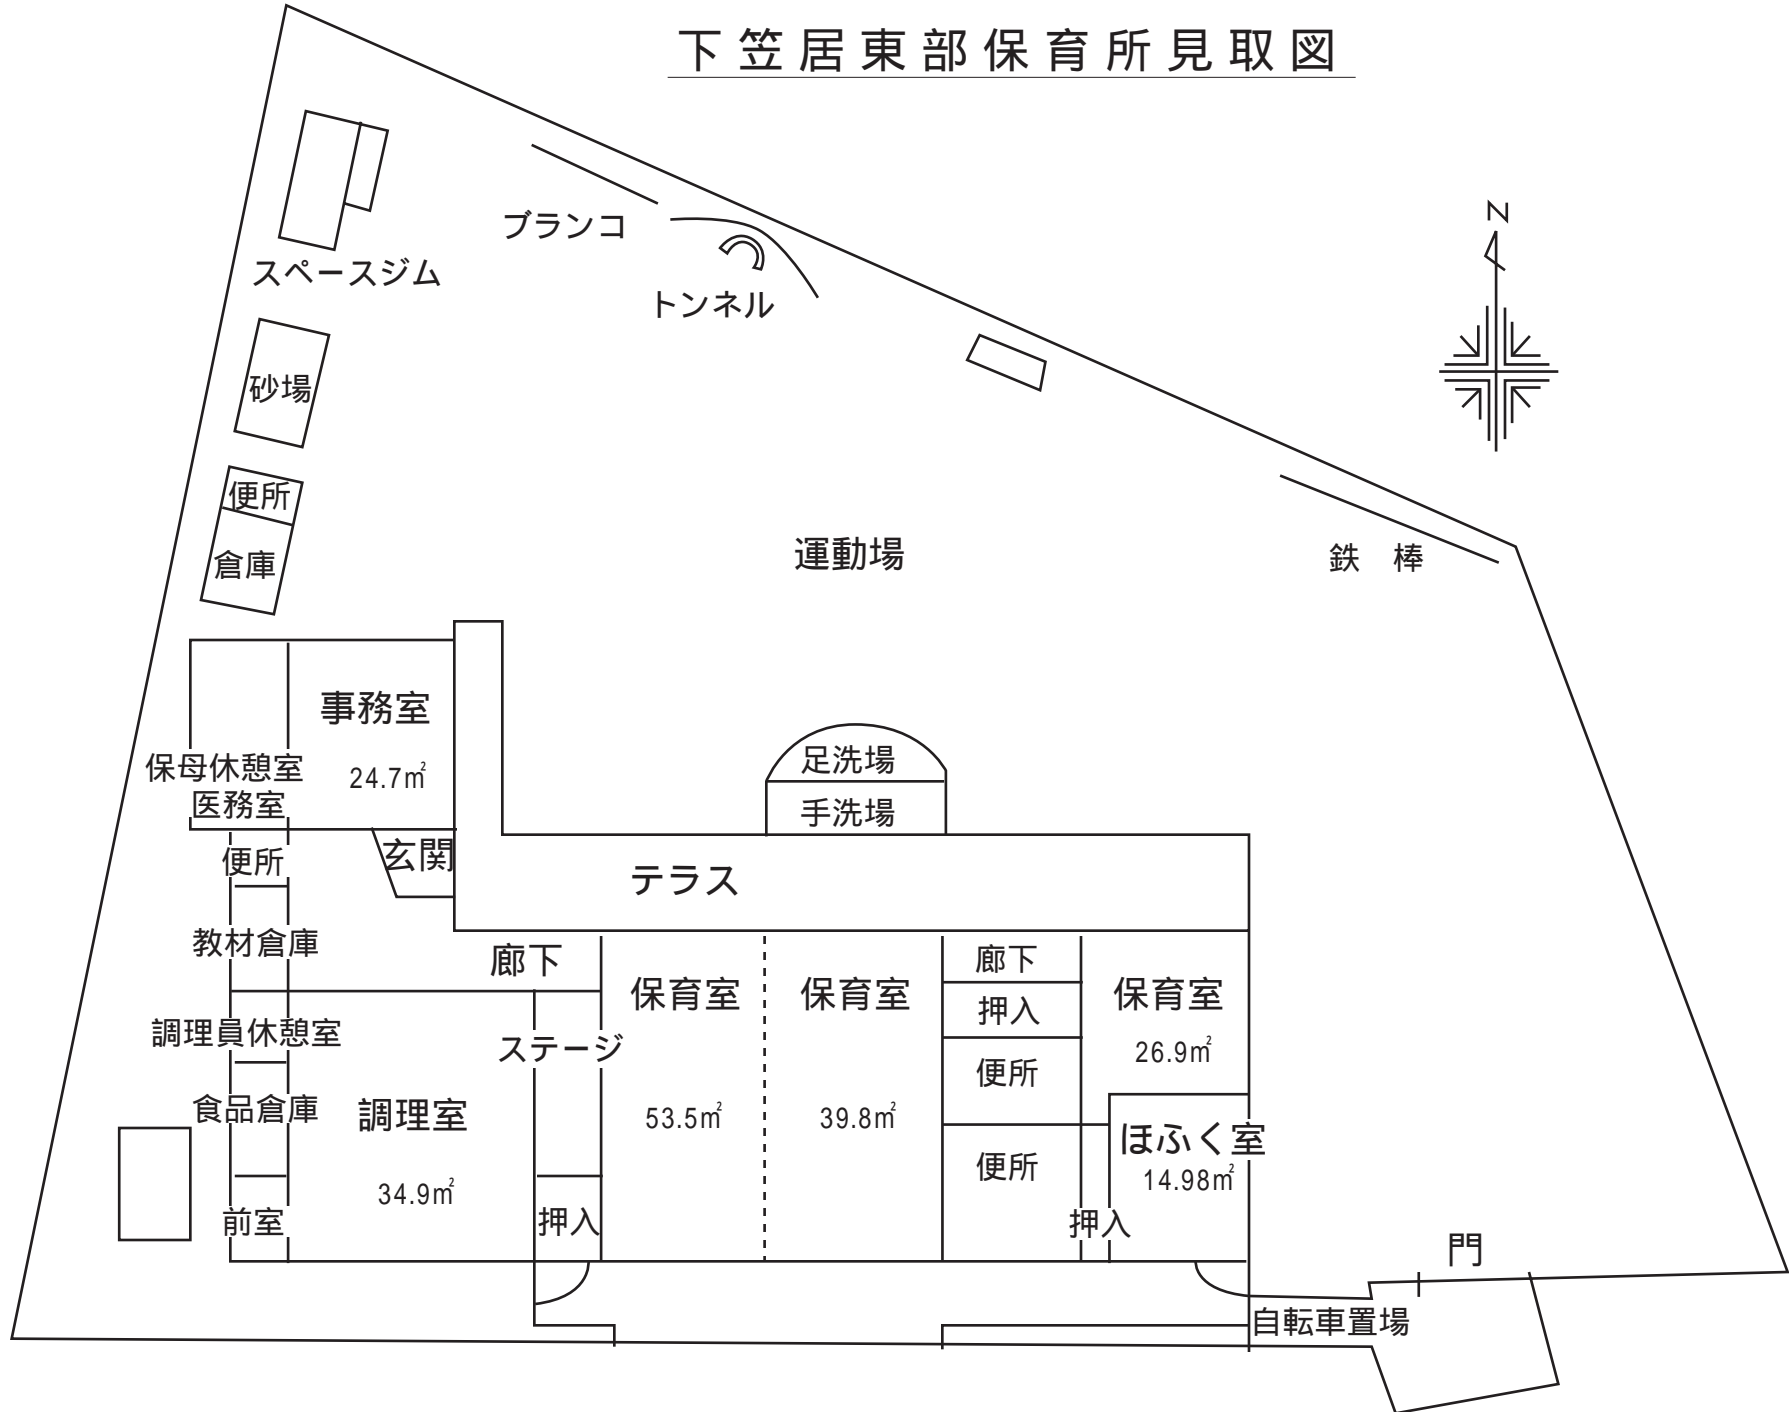 下笠居東部保育所見取図
N
ブランコ
スペースジム
トンネル
砂場
便所
倉庫
運動場
鉄 棒
事務室
24.7㎡
保母休憩室
医務室
足洗場
手洗場
便所
玄関
テラス
教材倉庫
廊下
保育室
53.5㎡
保育室
39.8㎡
廊下
押入
便所
便所
保育室
26.9㎡
調理員休憩室
ステージ
食品倉庫
調理室
34.9㎡
ほふく室
14.98㎡
前室
押入
押入
門
自転車置場